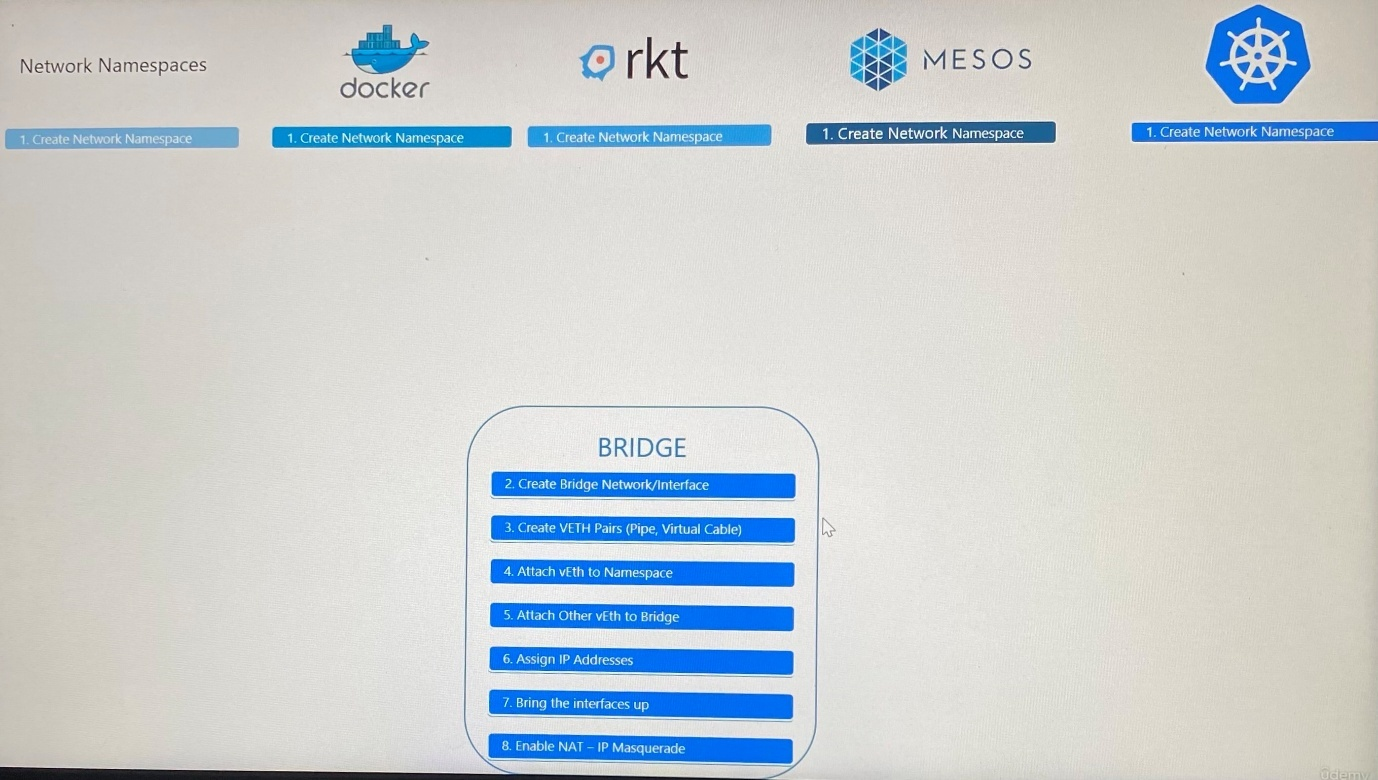 Network Namespaces
docker
rkt
MESOS
1. Create Network Namespace
1. Create Network Namespace
1. Create Network Namespace
1. Create Network Namespace
1. Create Network Namespace
BRIDGE
2. Create Bridge Network/Interface
3. Create VETH Pairs (Pipe, Virtual Cable)
4. Attach vEth to Namespace
5. Attach Other vEth to Bridge
6. Assign IP Addresses
7. Bring the interfaces up
8. Enable NAT – IP Masquerade
ûdemy